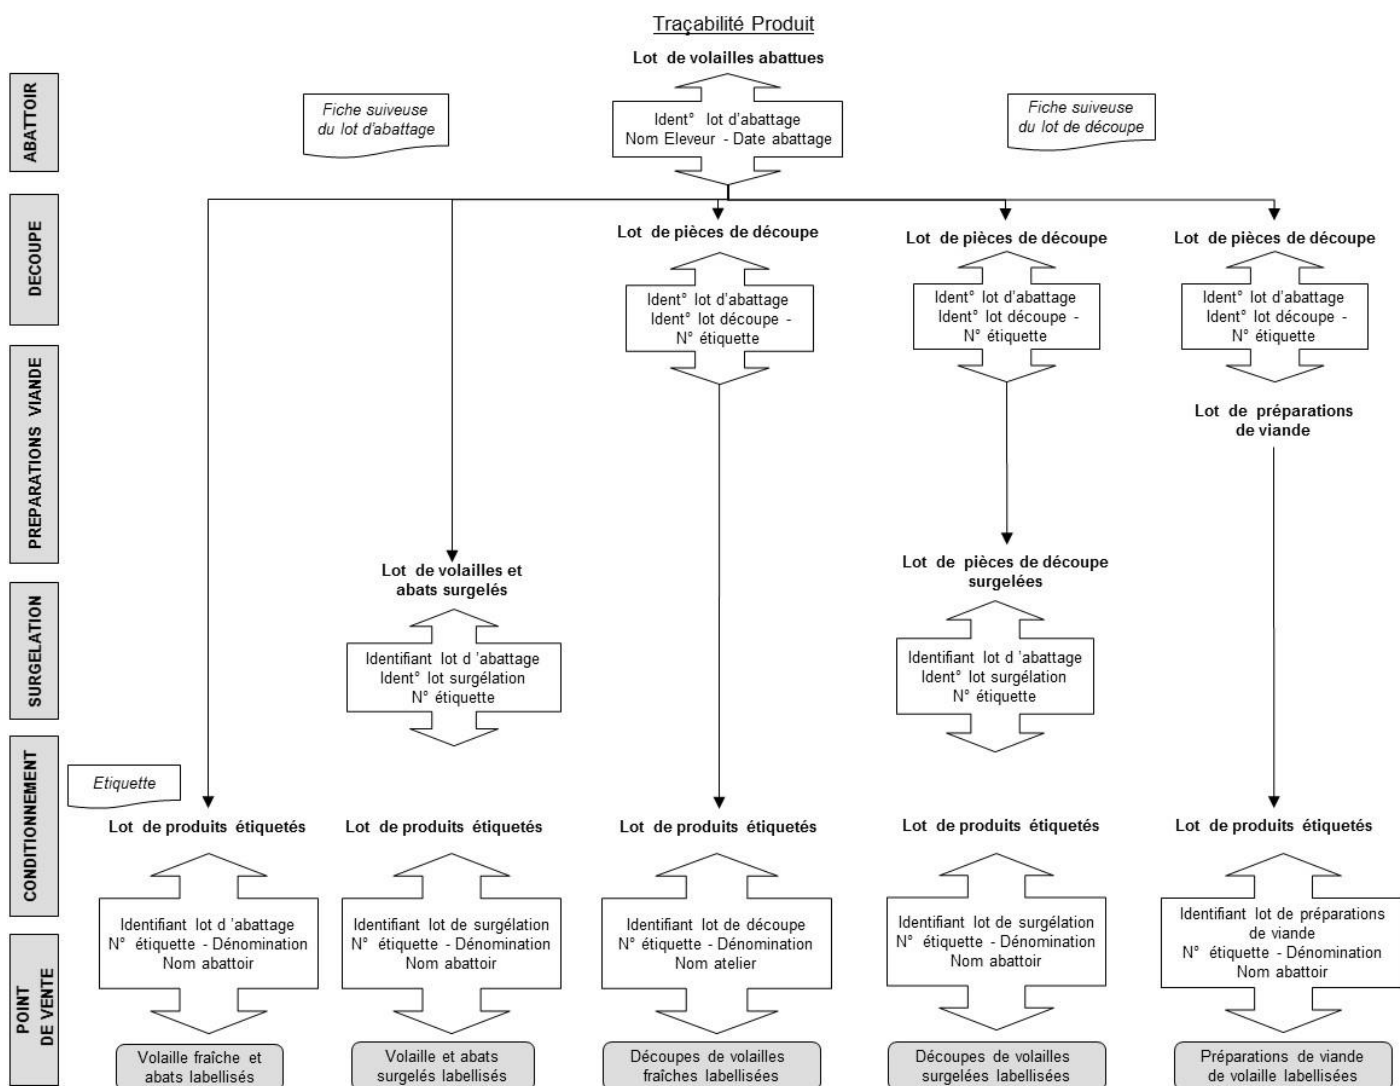 Traçabilité Produit
Lot de volailles abattues
ABATTOIR
Fiche suiveuse
du lot d'abattage
Ident° lot d'abattage
Nom Eleveur - Date abattage
Fiche suiveuse
du lot de découpe
DECOUPE
Lot de pièces de découpe
Lot de pièces de découpe
Lot de pièces de découpe
Ident° lot d'abattage
Ident° lot découpe -
N° étiquette
Ident° lot d'abattage
Ident° lot découpe -
N° étiquette
Ident° lot d'abattage
Ident° lot découpe -
N° étiquette
PREPARATIONS VIANDE
Lot de préparations
de viande
Lot de volailles et
abats surgelés
Lot de pièces de découpe
surgelées
SURGELATION
Identifiant lot d 'abattage
Ident° lot surgélation
N° étiquette
Identifiant lot d 'abattage
Ident° lot surgélation
N° étiquette
CONDITIONNEMENT
Etiquette
Lot de produits étiquetés
Lot de produits étiquetés
Lot de produits étiquetés
Lot de produits étiquetés
Lot de produits étiquetés
Identifiant lot d 'abattage
N° étiquette - Dénomination
Nom abattoir
Identifiant lot de surgélation
N° étiquette - Dénomination
Nom abattoir
Identifiant lot de découpe
N° étiquette - Dénomination
Nom atelier
Identifiant lot de surgélation
N° étiquette - Dénomination
Nom abattoir
Identifiant lot de préparations
de viande
N° étiquette - Dénomination
Nom abattoir
POINT
DE VENTE
Volaille fraîche et
abats labellisés
Volaille et abats
surgelés labellisés
Découpes de volailles
fraîches labellisées
Découpes de volailles
surgelées labellisées
Préparations de viande
de volaille labellisées